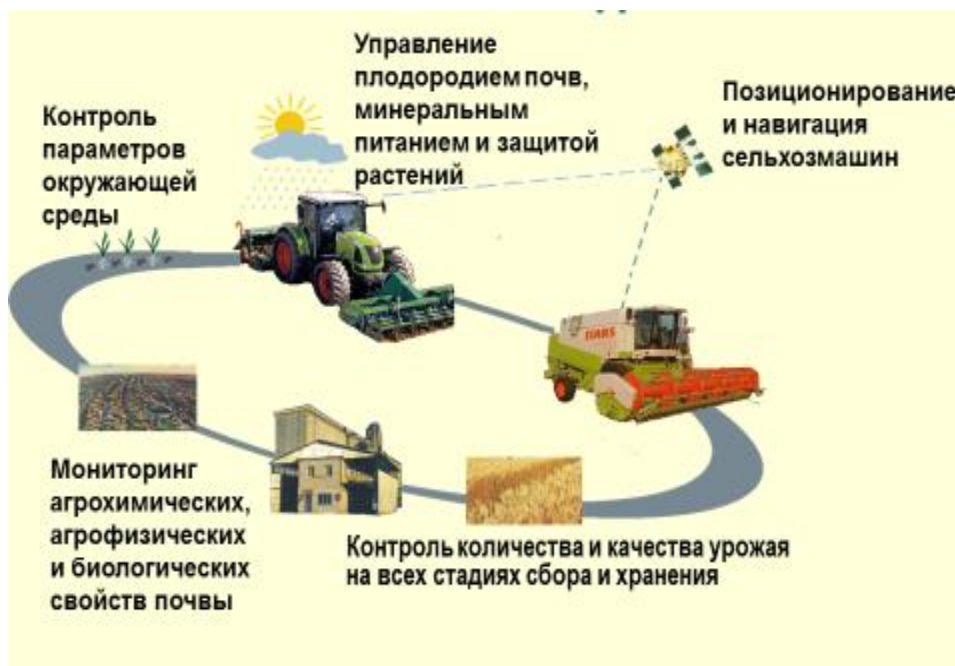 Управление
плодородием почв,
минеральным
питанием и защитой
растений
Позиционирование
и навигация
сельхозмашин
Контроль
параметров
окружающей
среды
CLAAS
Мониторинг
агрохимических,
агрофизических
и биологических
свойств почвы
Контроль количества и качества урожая
на всех стадиях сбора и хранения